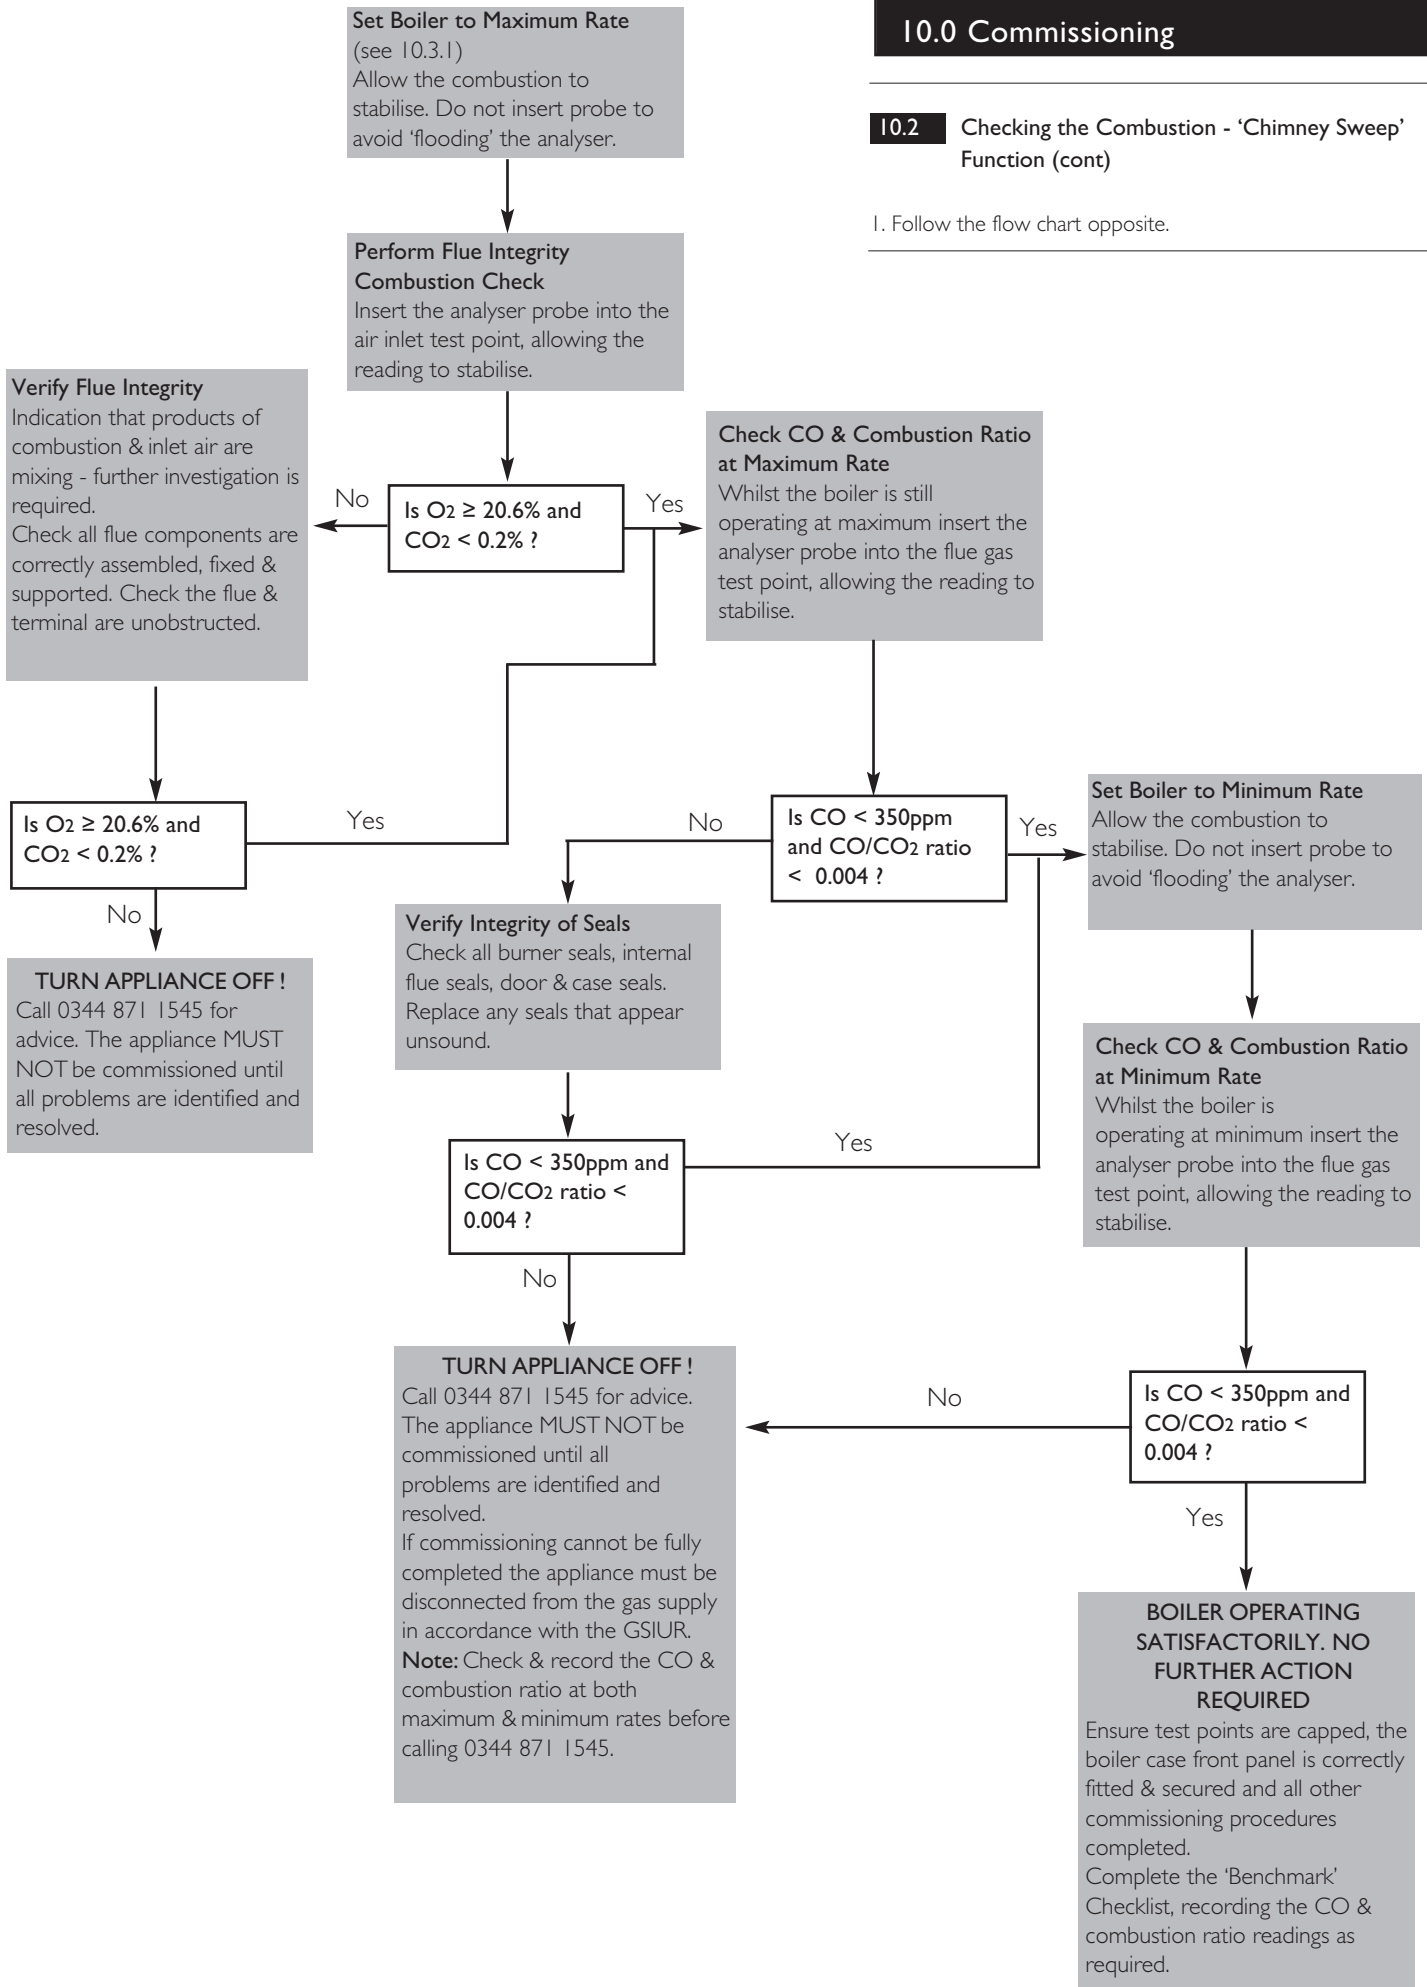 10.0 Commissioning
10.2 Checking the Combustion - ‘Chimney Sweep’
Function (cont)
1. Follow the flow chart opposite.
Set Boiler to Maximum Rate
(see 10.3.1)
Allow the combustion to
stabilise. Do not insert probe to
avoid ‘flooding’ the analyser.
Perform Flue Integrity
Combustion Check
Insert the analyser probe into the
air inlet test point, allowing the
reading to stabilise.
Is O2 ≥ 20.6% and
CO2 < 0.2% ?
No
Yes
Verify Flue Integrity
Indication that products of
combustion & inlet air are
mixing - further investigation is
required.
Check all flue components are
correctly assembled, fixed &
supported. Check the flue &
terminal are unobstructed.
Is O2 ≥ 20.6% and
CO2 < 0.2% ?
Yes
No
TURN APPLIANCE OFF !
Call 0344 871 1545 for
advice. The appliance MUST
NOT be commissioned until
all problems are identified and
resolved.
Check CO & Combustion Ratio
at Maximum Rate
Whilst the boiler is still
operating at maximum insert the
analyser probe into the flue gas
test point, allowing the reading to
stabilise.
Is CO < 350ppm
and CO/CO2 ratio
< 0.004 ?
No
Yes
Verify Integrity of Seals
Check all burner seals, internal
flue seals, door & case seals.
Replace any seals that appear
unsound.
Is CO < 350ppm and
CO/CO2 ratio <
0.004 ?
Yes
No
TURN APPLIANCE OFF !
Call 0344 871 1545 for advice.
The appliance MUST NOT be
commissioned until all
problems are identified and
resolved.
If commissioning cannot be fully
completed the appliance must be
disconnected from the gas supply
in accordance with the GSIUR.
Note: Check & record the CO &
combustion ratio at both
maximum & minimum rates before
calling 0344 871 1545.
Set Boiler to Minimum Rate
Allow the combustion to
stabilise. Do not insert probe to
avoid ‘flooding’ the analyser.
Check CO & Combustion Ratio
at Minimum Rate
Whilst the boiler is
operating at minimum insert the
analyser probe into the flue gas
test point, allowing the reading to
stabilise.
Is CO < 350ppm and
CO/CO2 ratio <
0.004 ?
No
Yes
BOILER OPERATING
SATISFACTORILY. NO
FURTHER ACTION
REQUIRED
Ensure test points are capped, the
boiler case front panel is correctly
fitted & secured and all other
commissioning procedures
completed.
Complete the ‘Benchmark’
Checklist, recording the CO &
combustion ratio readings as
required.